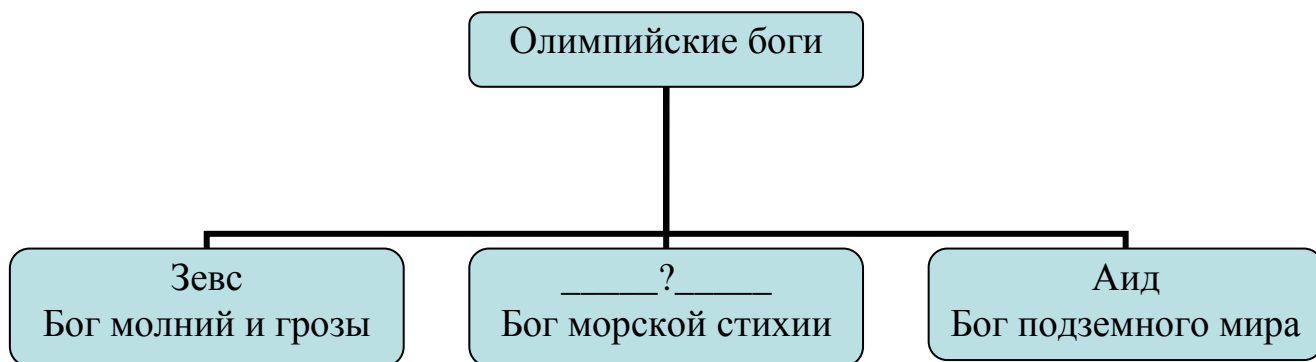 Олимпийские боги
Зевс
Бог молний и грозы
_____?_____
Бог морской стихии
Аид
Бог подземного мира